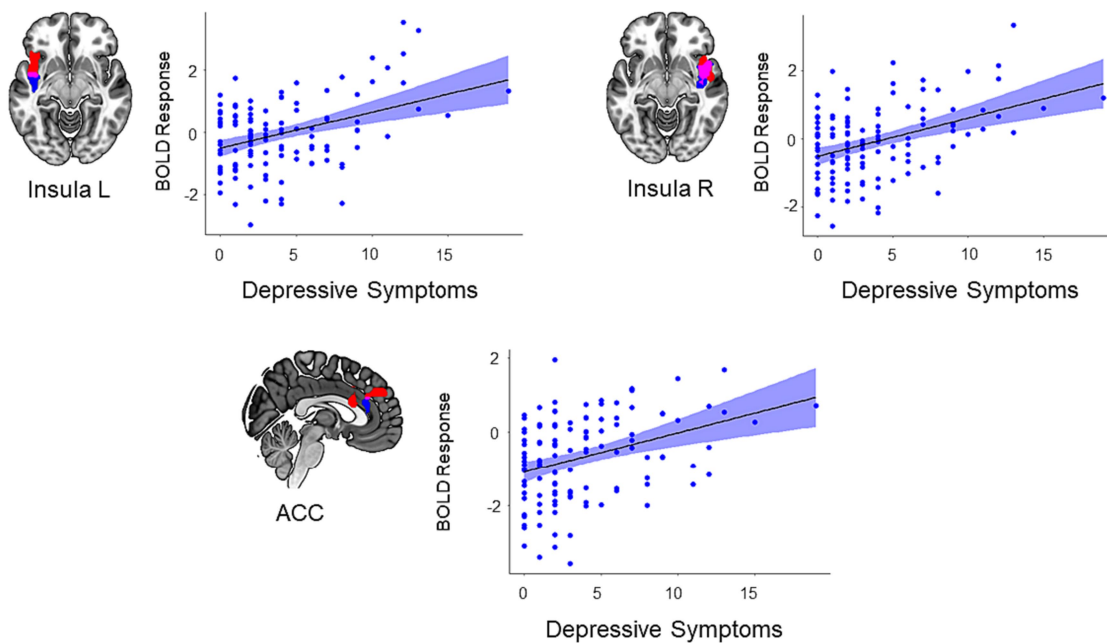 Insula L
BOLD Response
2
0
-2
0 5 10 15
Depressive Symptoms
Insula R
BOLD Response
2
0
-2
0 5 10 15
Depressive Symptoms
ACC
BOLD Response
2
0
-2
0 5 10 15
Depressive Symptoms